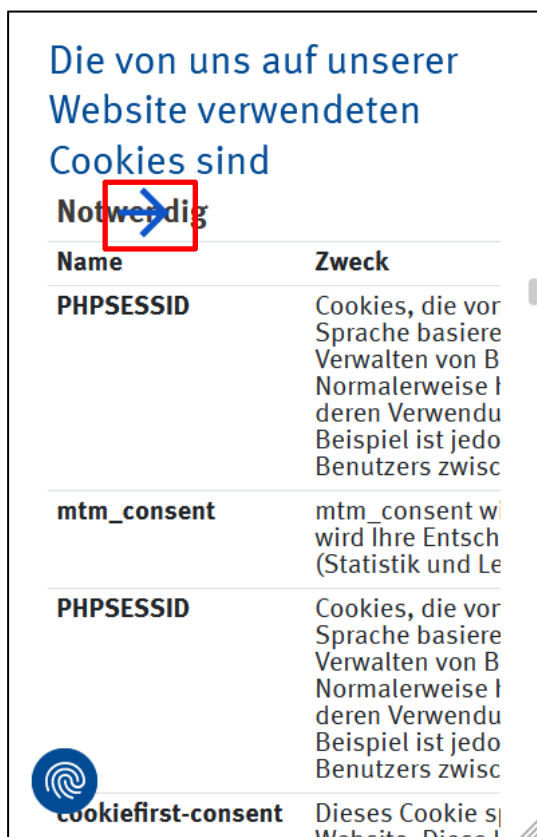 Die von uns auf unserer
Website verwendeten
Cookies sind
Notwendig
Name Zweck
PHPSESSID Cookies, die von
Sprache basiere
Verwalten von B
Normalerweise h
deren Verwendu
Beispiel ist jedo
Benutzers zwisc
mtm_consent mtm_consent wi
wird Ihre Entsch
(Statistik und Le
PHPSESSID Cookies, die von
Sprache basiere
Verwalten von B
Normalerweise h
deren Verwendu
Beispiel ist jedo
Benutzers zwisc
cookiefirst-consent Dieses Cookie sp